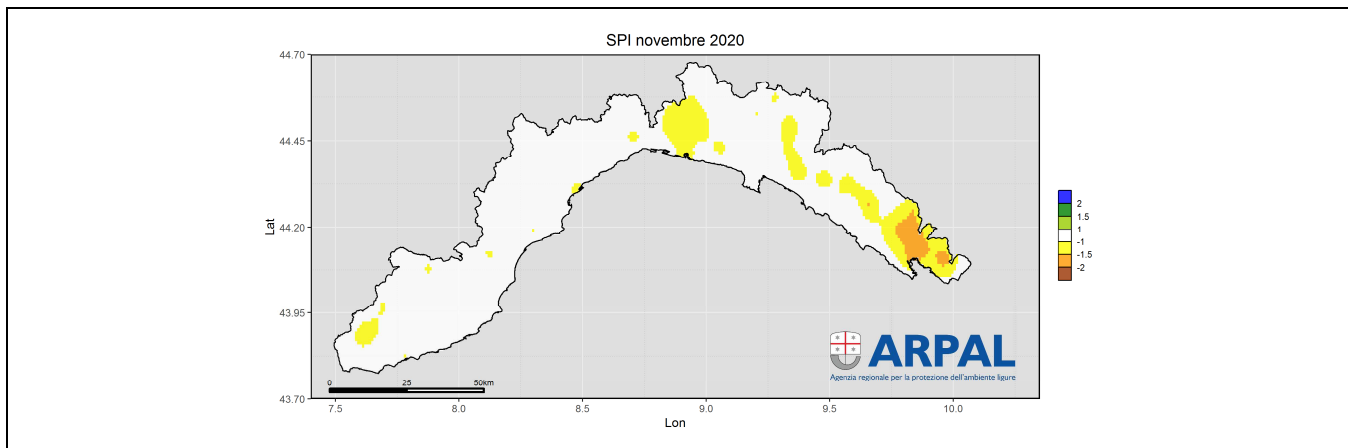 SPI novembre 2020
44.70
44.45
44.20
43.95
43.70
Lat
2
1.5
1
-1
-1.5
-2
ARPAL
Agenzia regionale per la protezione dell'ambiente ligure
0 25 50km
7.5 8.0 8.5 9.0 9.5 10.0
Lon